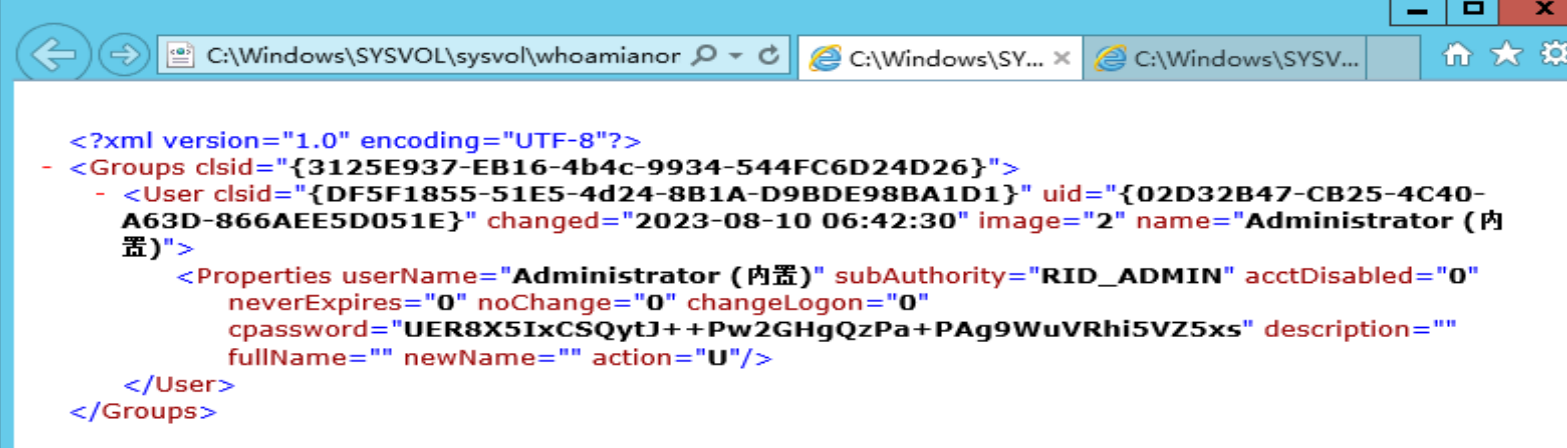 C:\Windows\SYSVOL\sysvol\whoamianor
C:\Windows\SY...
C:\Windows\SYSV...
<?xml version="1.0" encoding="UTF-8"?>
- <Groups clsid="{3125E937-EB16-4b4c-9934-544FC6D24D26}">
- <User clsid="{DF5F1855-51E5-4d24-8B1A-D9BDE98BA1D1}" uid="{02D32B47-CB25-4C40-
A63D-866AEE5D051E}" changed="2023-08-10 06:42:30" image="2" name="Administrator (内
置)">
<Properties userName="Administrator (内置)" subAuthority="RID_ADMIN" acctDisabled="0"
neverExpires="0" noChange="0" changeLogon="0"
cpassword="UER8X5IxCSQytJ++Pw2GHgQzPa+PAg9WuVRhi5VZ5xs" description=""
fullName="" newName="" action="U"/>
</User>
</Groups>